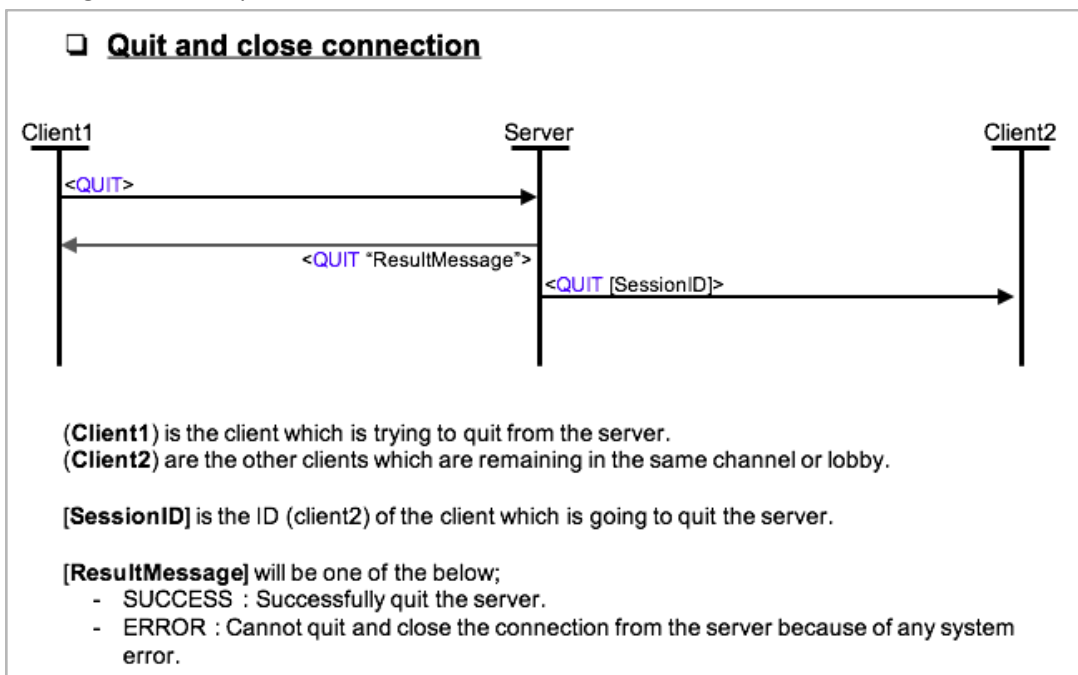 ❏ Quit and close connection
Client1 Server Client2
<QUIT>
<QUIT “ResultMessage”>
<QUIT [SessionID]>
(Client1) is the client which is trying to quit from the server.
(Client2) are the other clients which are remaining in the same channel or lobby.
[SessionID] is the ID (client2) of the client which is going to quit the server.
[ResultMessage] will be one of the below;
- SUCCESS : Successfully quit the server.
- ERROR : Cannot quit and close the connection from the server because of any system
error.